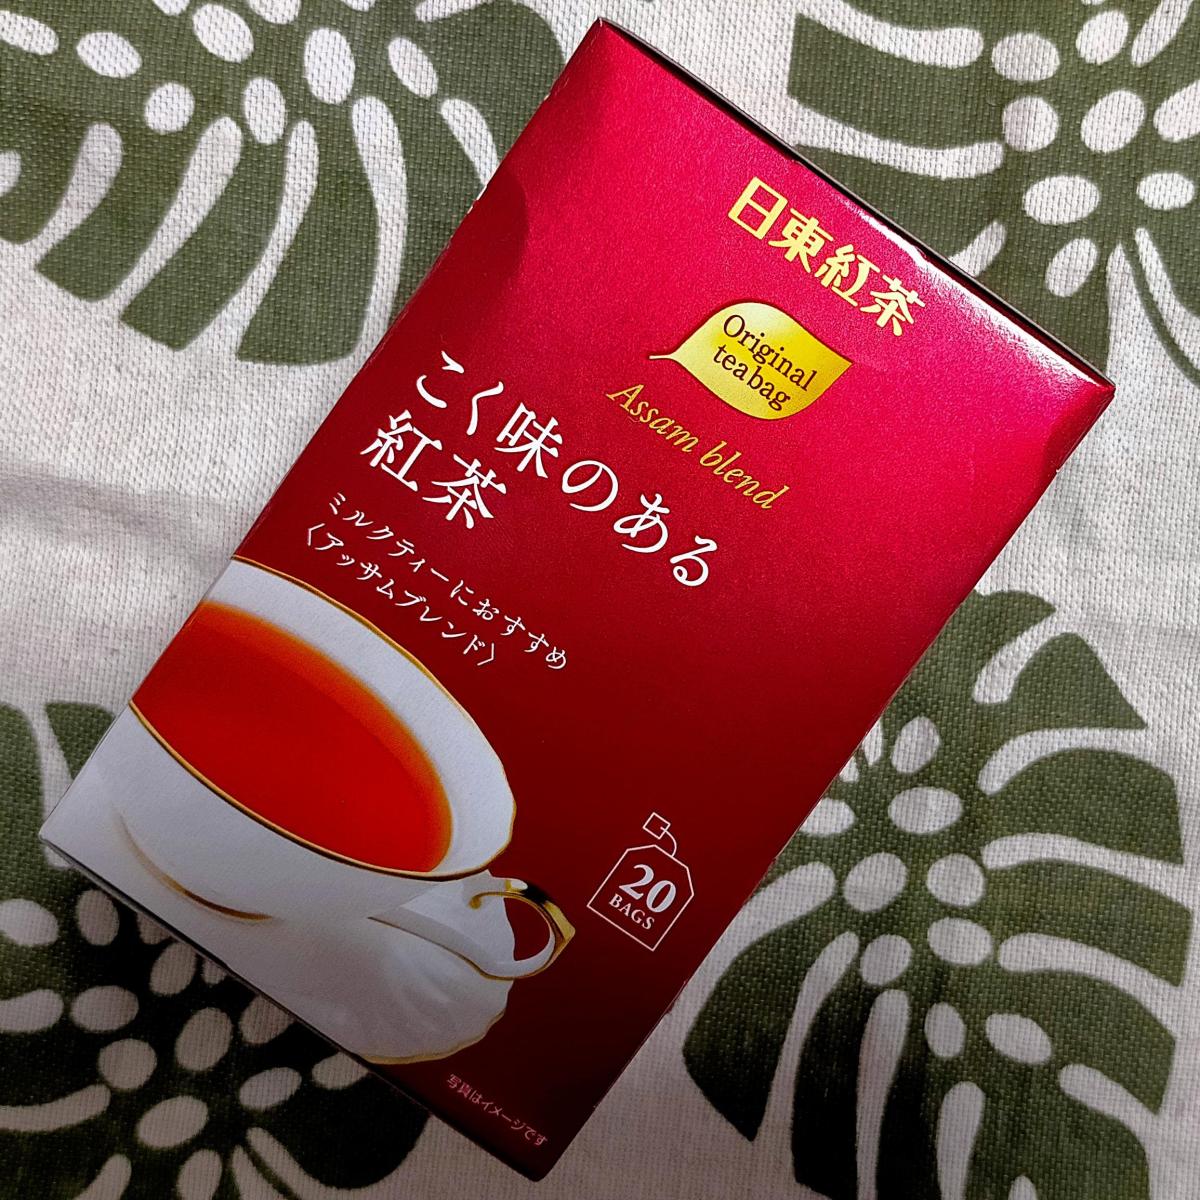 日東紅茶
Original
teabag
Assam blend
こく味のある
紅茶
ミルクティーにおすすめ
〈アッサムブレンド〉
20
BAGS
写真はイメージです